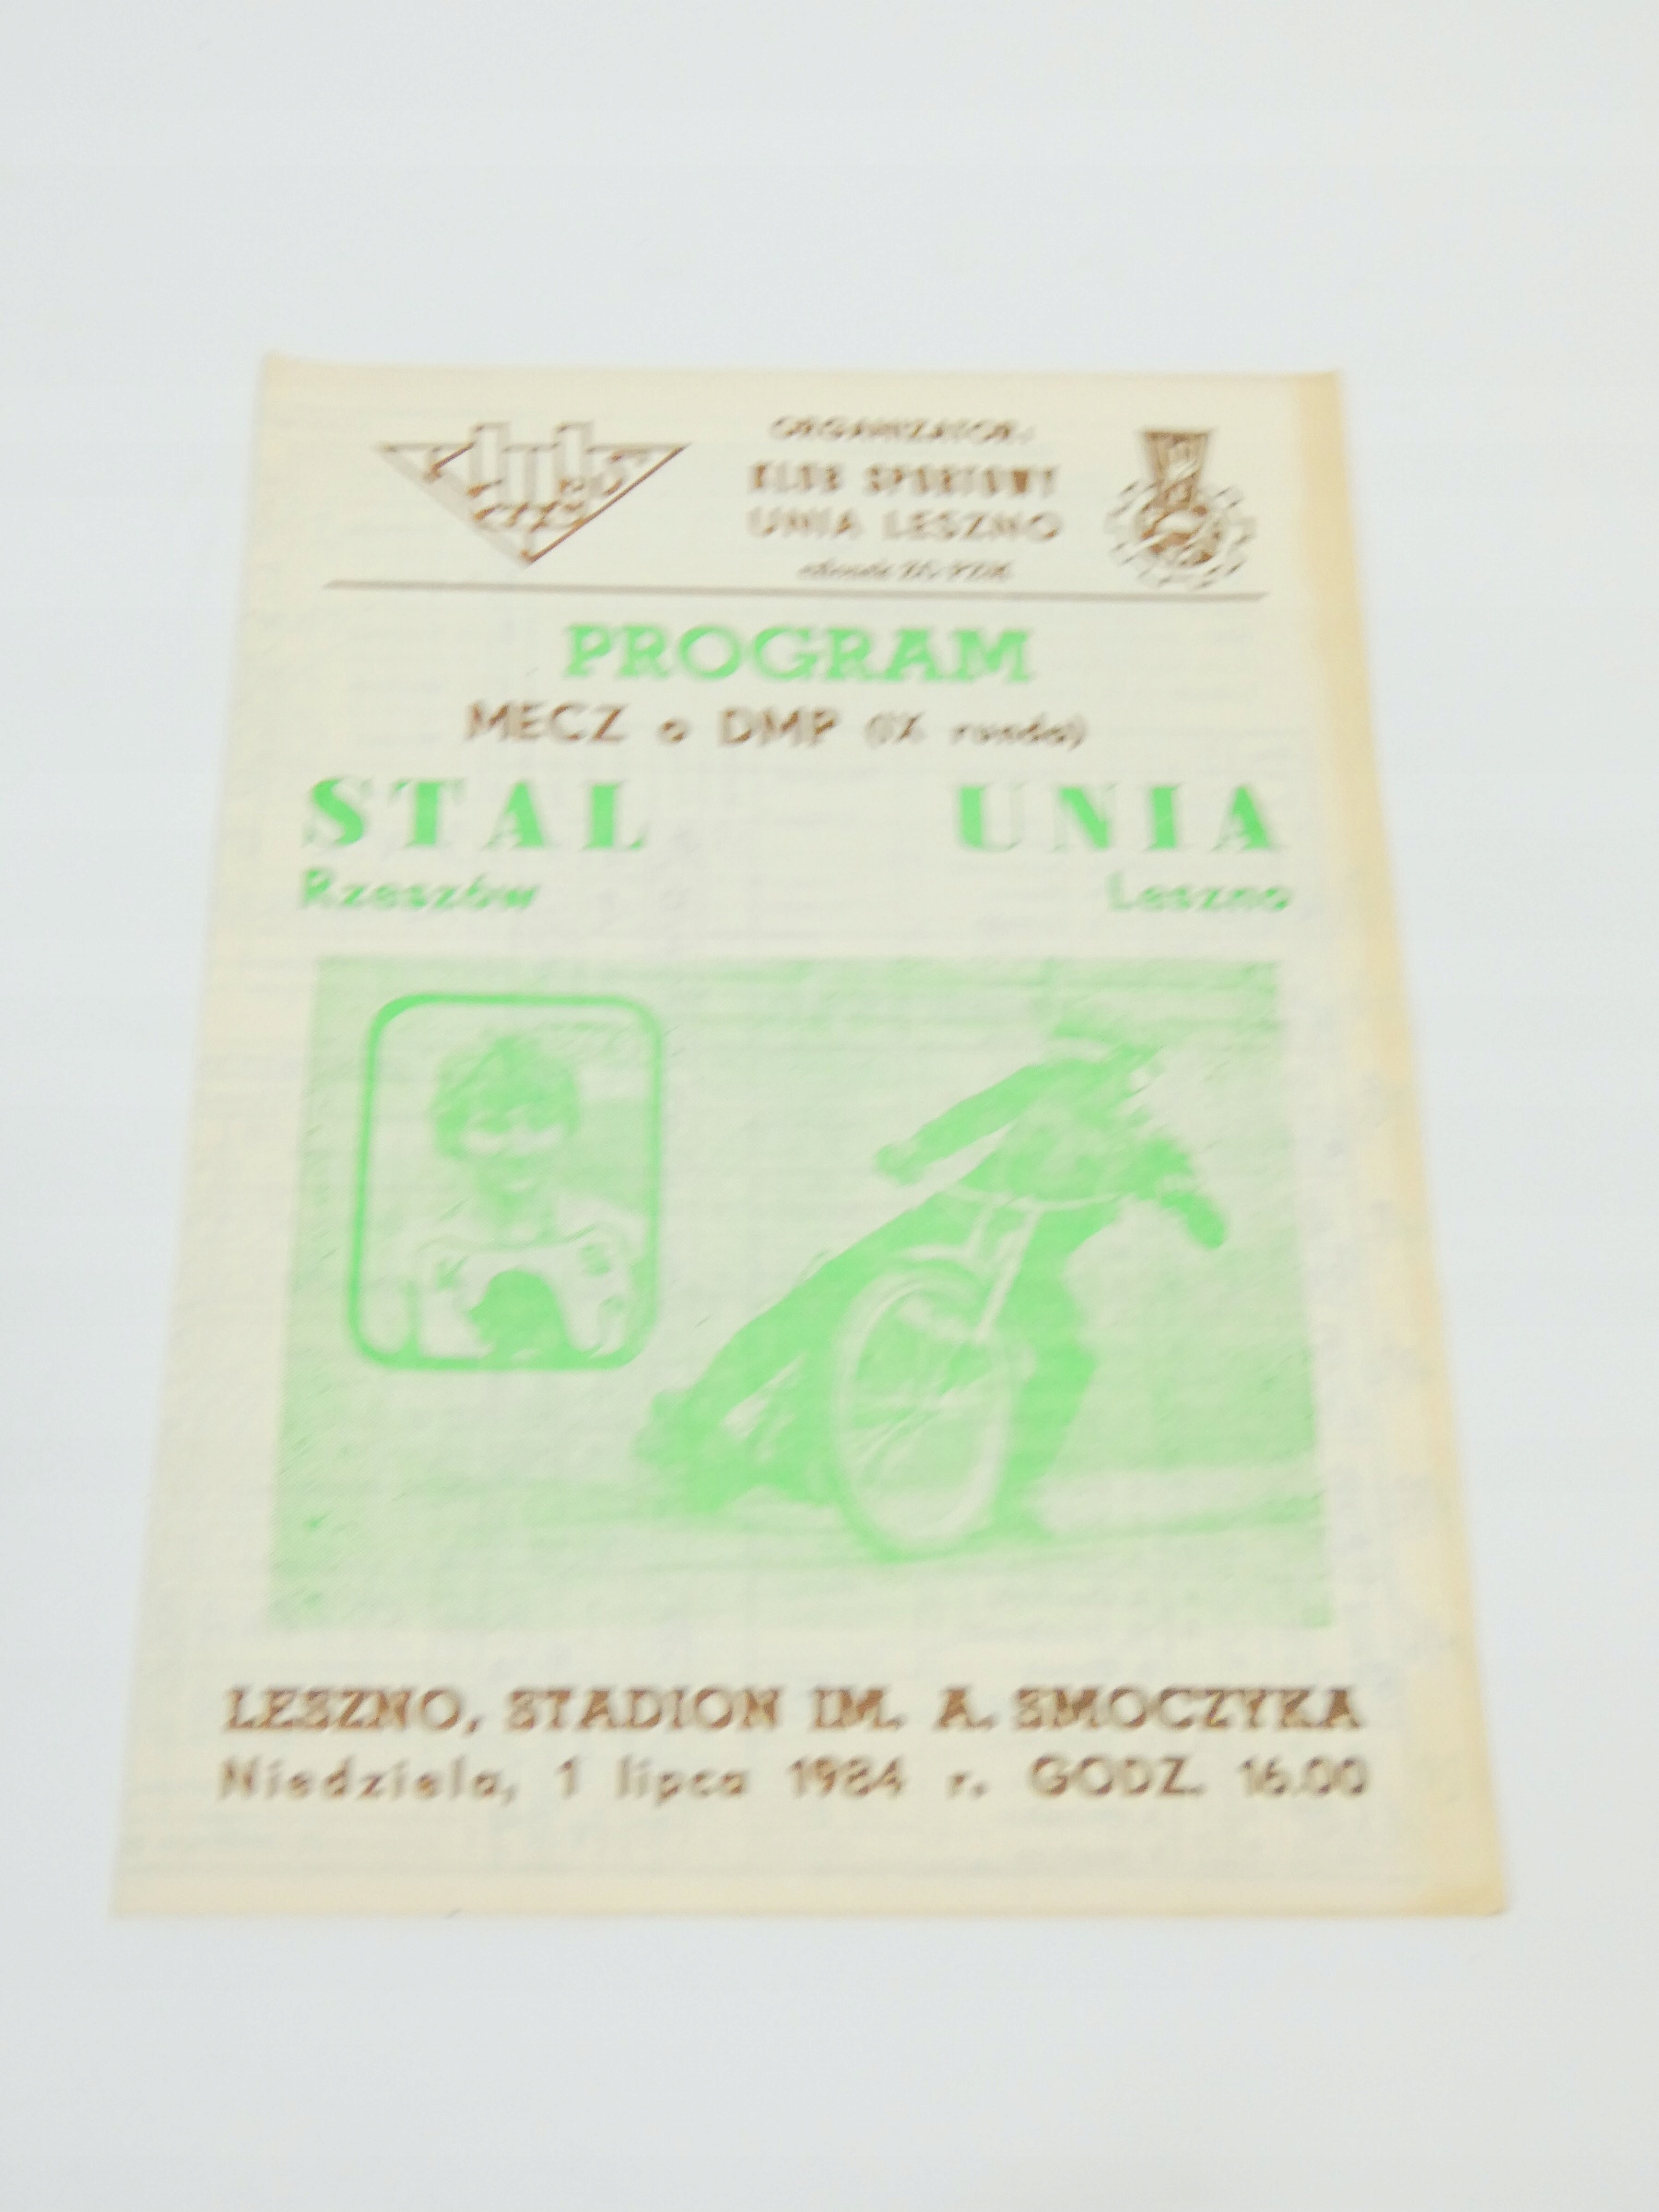 ORGANIZATOR:
KLUB SPORTOWY
UNIA LESZNO
PROGRAM
MECZ o DMP (IX runda)
STAL UNIA
Rzeszów Leszno
K S
LESZNO, STADION IM. A. SMOCZYKA
Niedziela, 1 lipca 1984 r. GODZ. 16.00